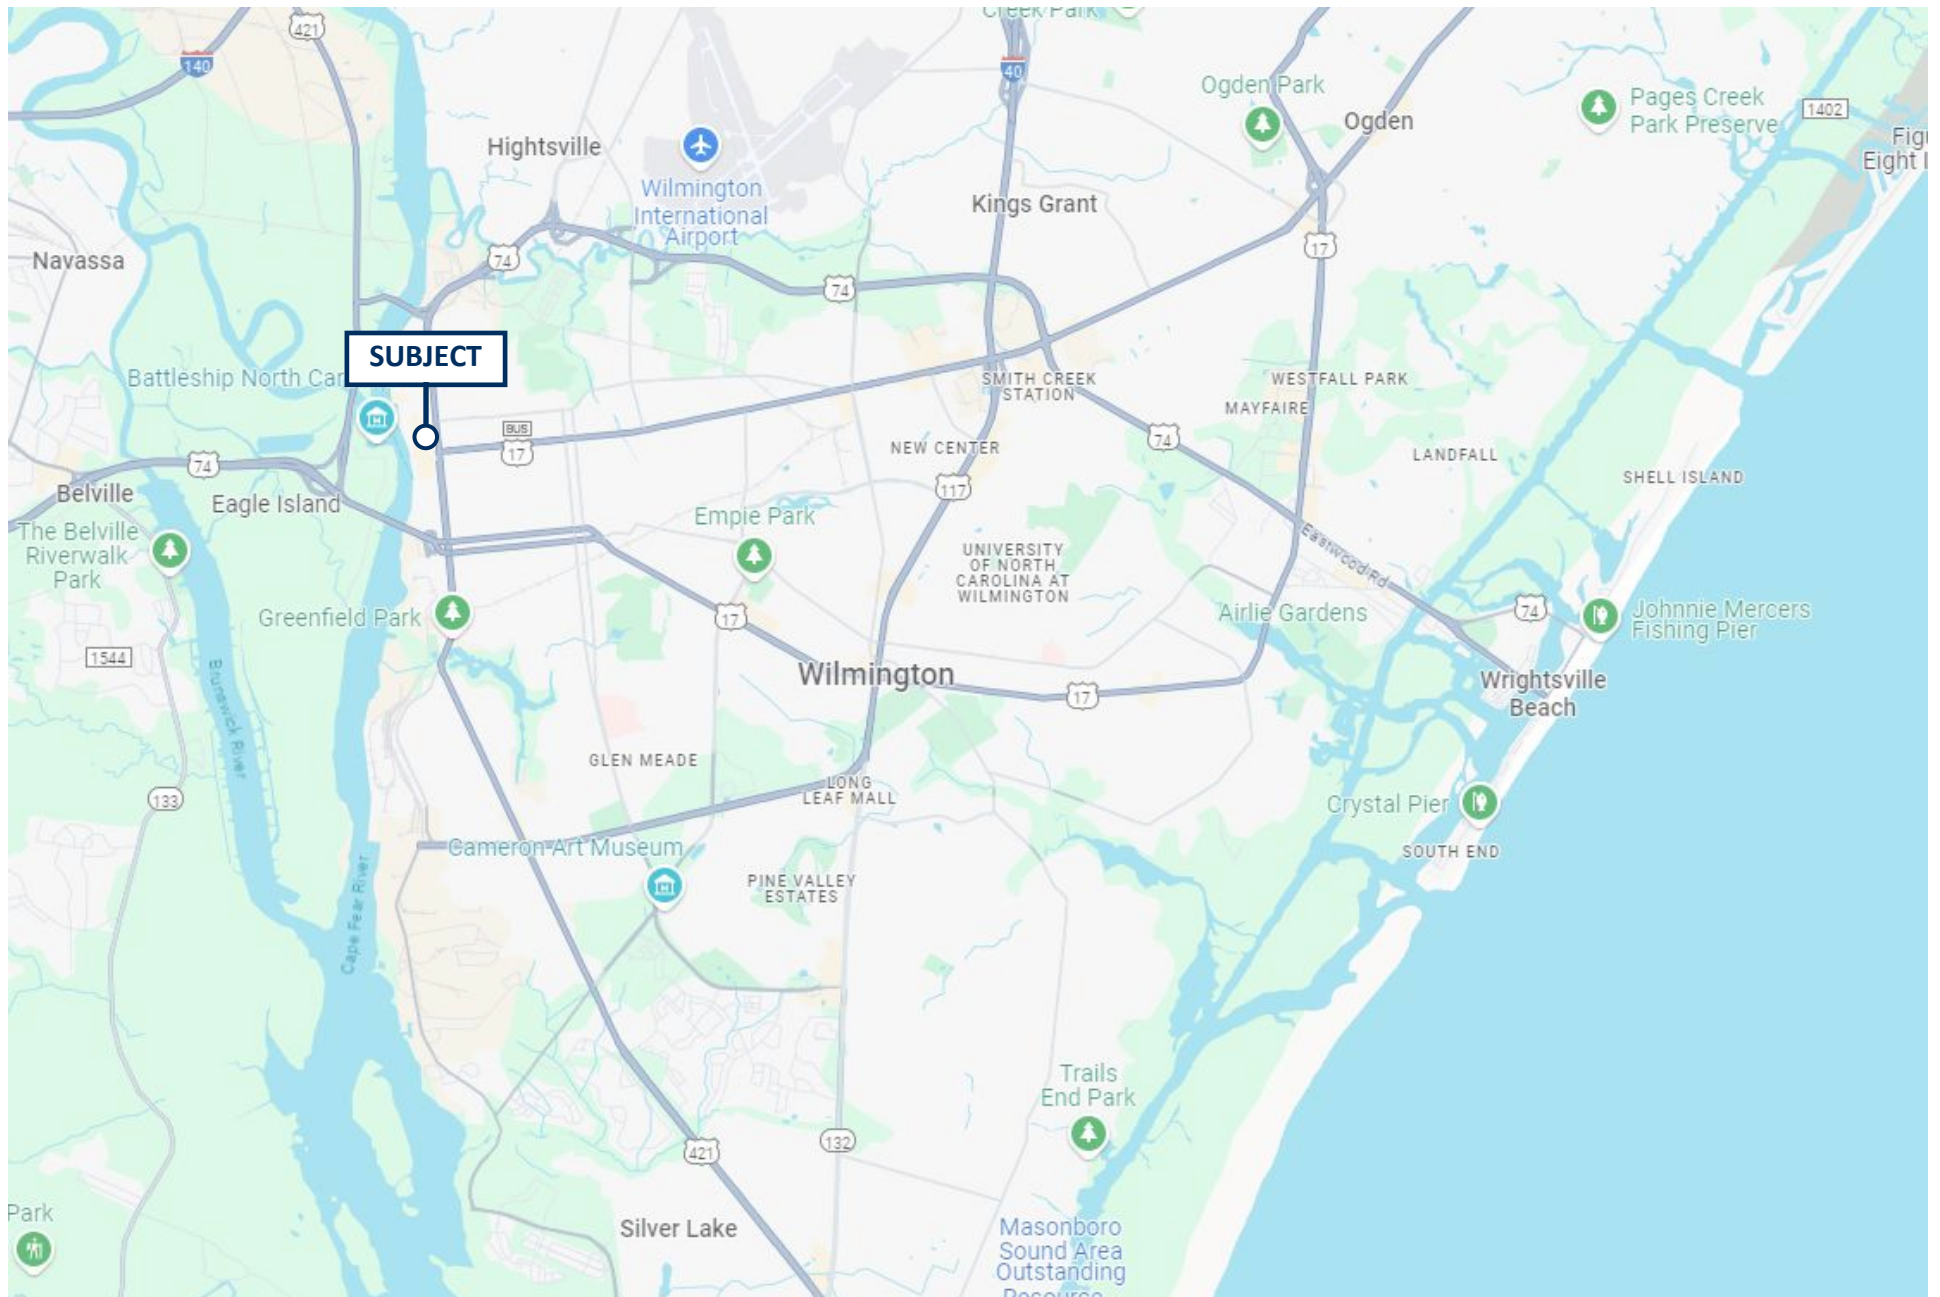 Creek Park
421
140
40
Ogden Park
Pages Creek
Park Preserve
1402
Ogden
Figu
Eight I
Hightsville
Wilmington
International
Airport
Kings Grant
17
Navassa
74
74
SUBJECT
Battleship North Car
SMITH CREEK
STATION
WESTFALL PARK
MAYFAIRE
BUS
17
NEW CENTER
74
LANDFALL
74
SHELL ISLAND
Belville
Eagle Island
117
The Belville
Riverwalk
Park
Empie Park
UNIVERSITY
OF NORTH
CAROLINA AT
WILMINGTON
Eastwood Rd
Greenfield Park
17
Airlie Gardens
74
Johnnie Mercers
Fishing Pier
1544
Brunswick River
Wilmington
17
Wrightsville
Beach
GLEN MEADE
LONG
LEAF MALL
133
Crystal Pier
Cameron Art Museum
SOUTH END
PINE VALLEY
ESTATES
Cape Fear River
Trails
End Park
421
132
Park
Silver Lake
Masonboro
Sound Area
Outstanding
Resource